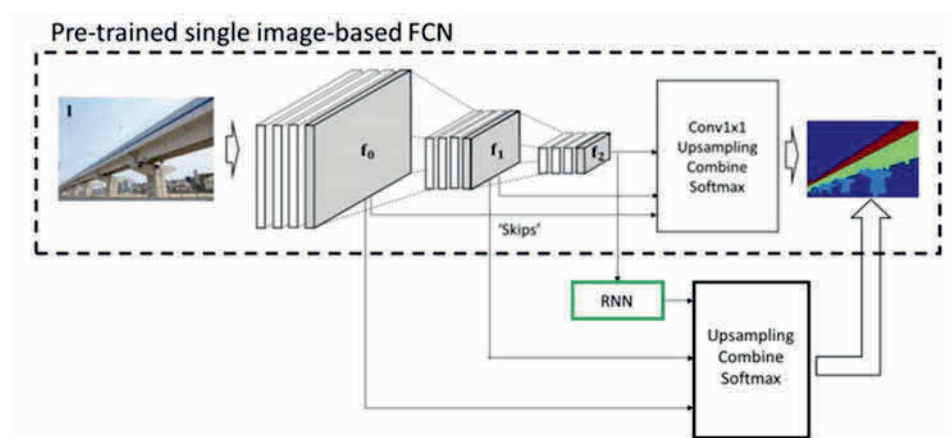 Pre-trained single image-based FCN
I
f₀
f₁
f₂
Conv1x1
Upsampling
Combine
Softmax
'Skips'
RNN
Upsampling
Combine
Softmax